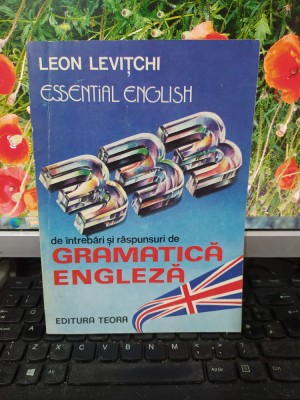 LEON LEVIȚCHI
ESSENTIAL ENGLISH
333
de întrebări și răspunsuri de
GRAMATICĂ
ENGLEZĂ
EDITURA TEORA